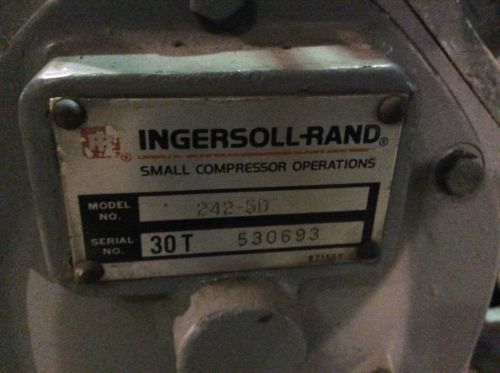 INGERSOLL-RAND®
SMALL COMPRESSOR OPERATIONS
MODEL NO. 242-5D
SERIAL NO. 30T 530693